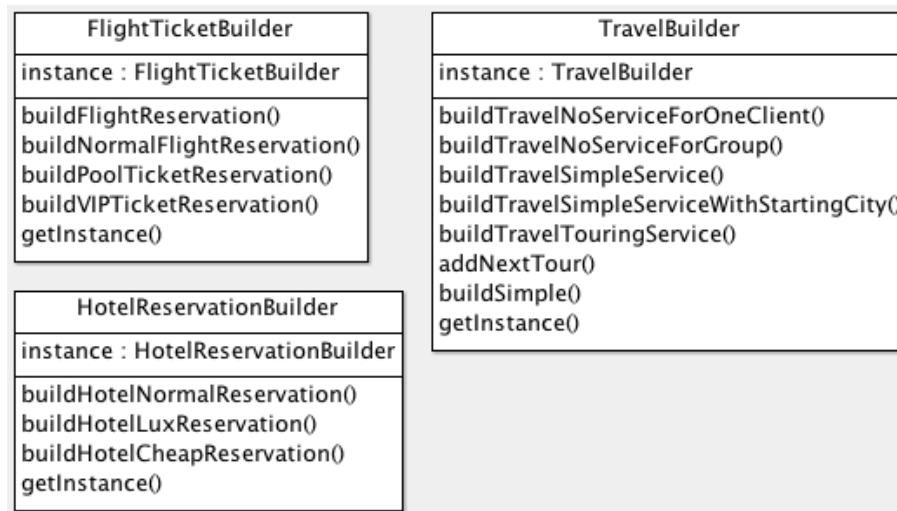 FlightTicketBuilder
instance : FlightTicketBuilder
buildFlightReservation()
buildNormalFlightReservation()
buildPoolTicketReservation()
buildVIPTicketReservation()
getInstance()
HotelReservationBuilder
instance : HotelReservationBuilder
buildHotelNormalReservation()
buildHotelLuxReservation()
buildHotelCheapReservation()
getInstance()
TravelBuilder
instance : TravelBuilder
buildTravelNoServiceForOneClient()
buildTravelNoServiceForGroup()
buildTravelSimpleService()
buildTravelSimpleServiceWithStartingCity()
buildTravelTouringService()
addNextTour()
buildSimple()
getInstance()